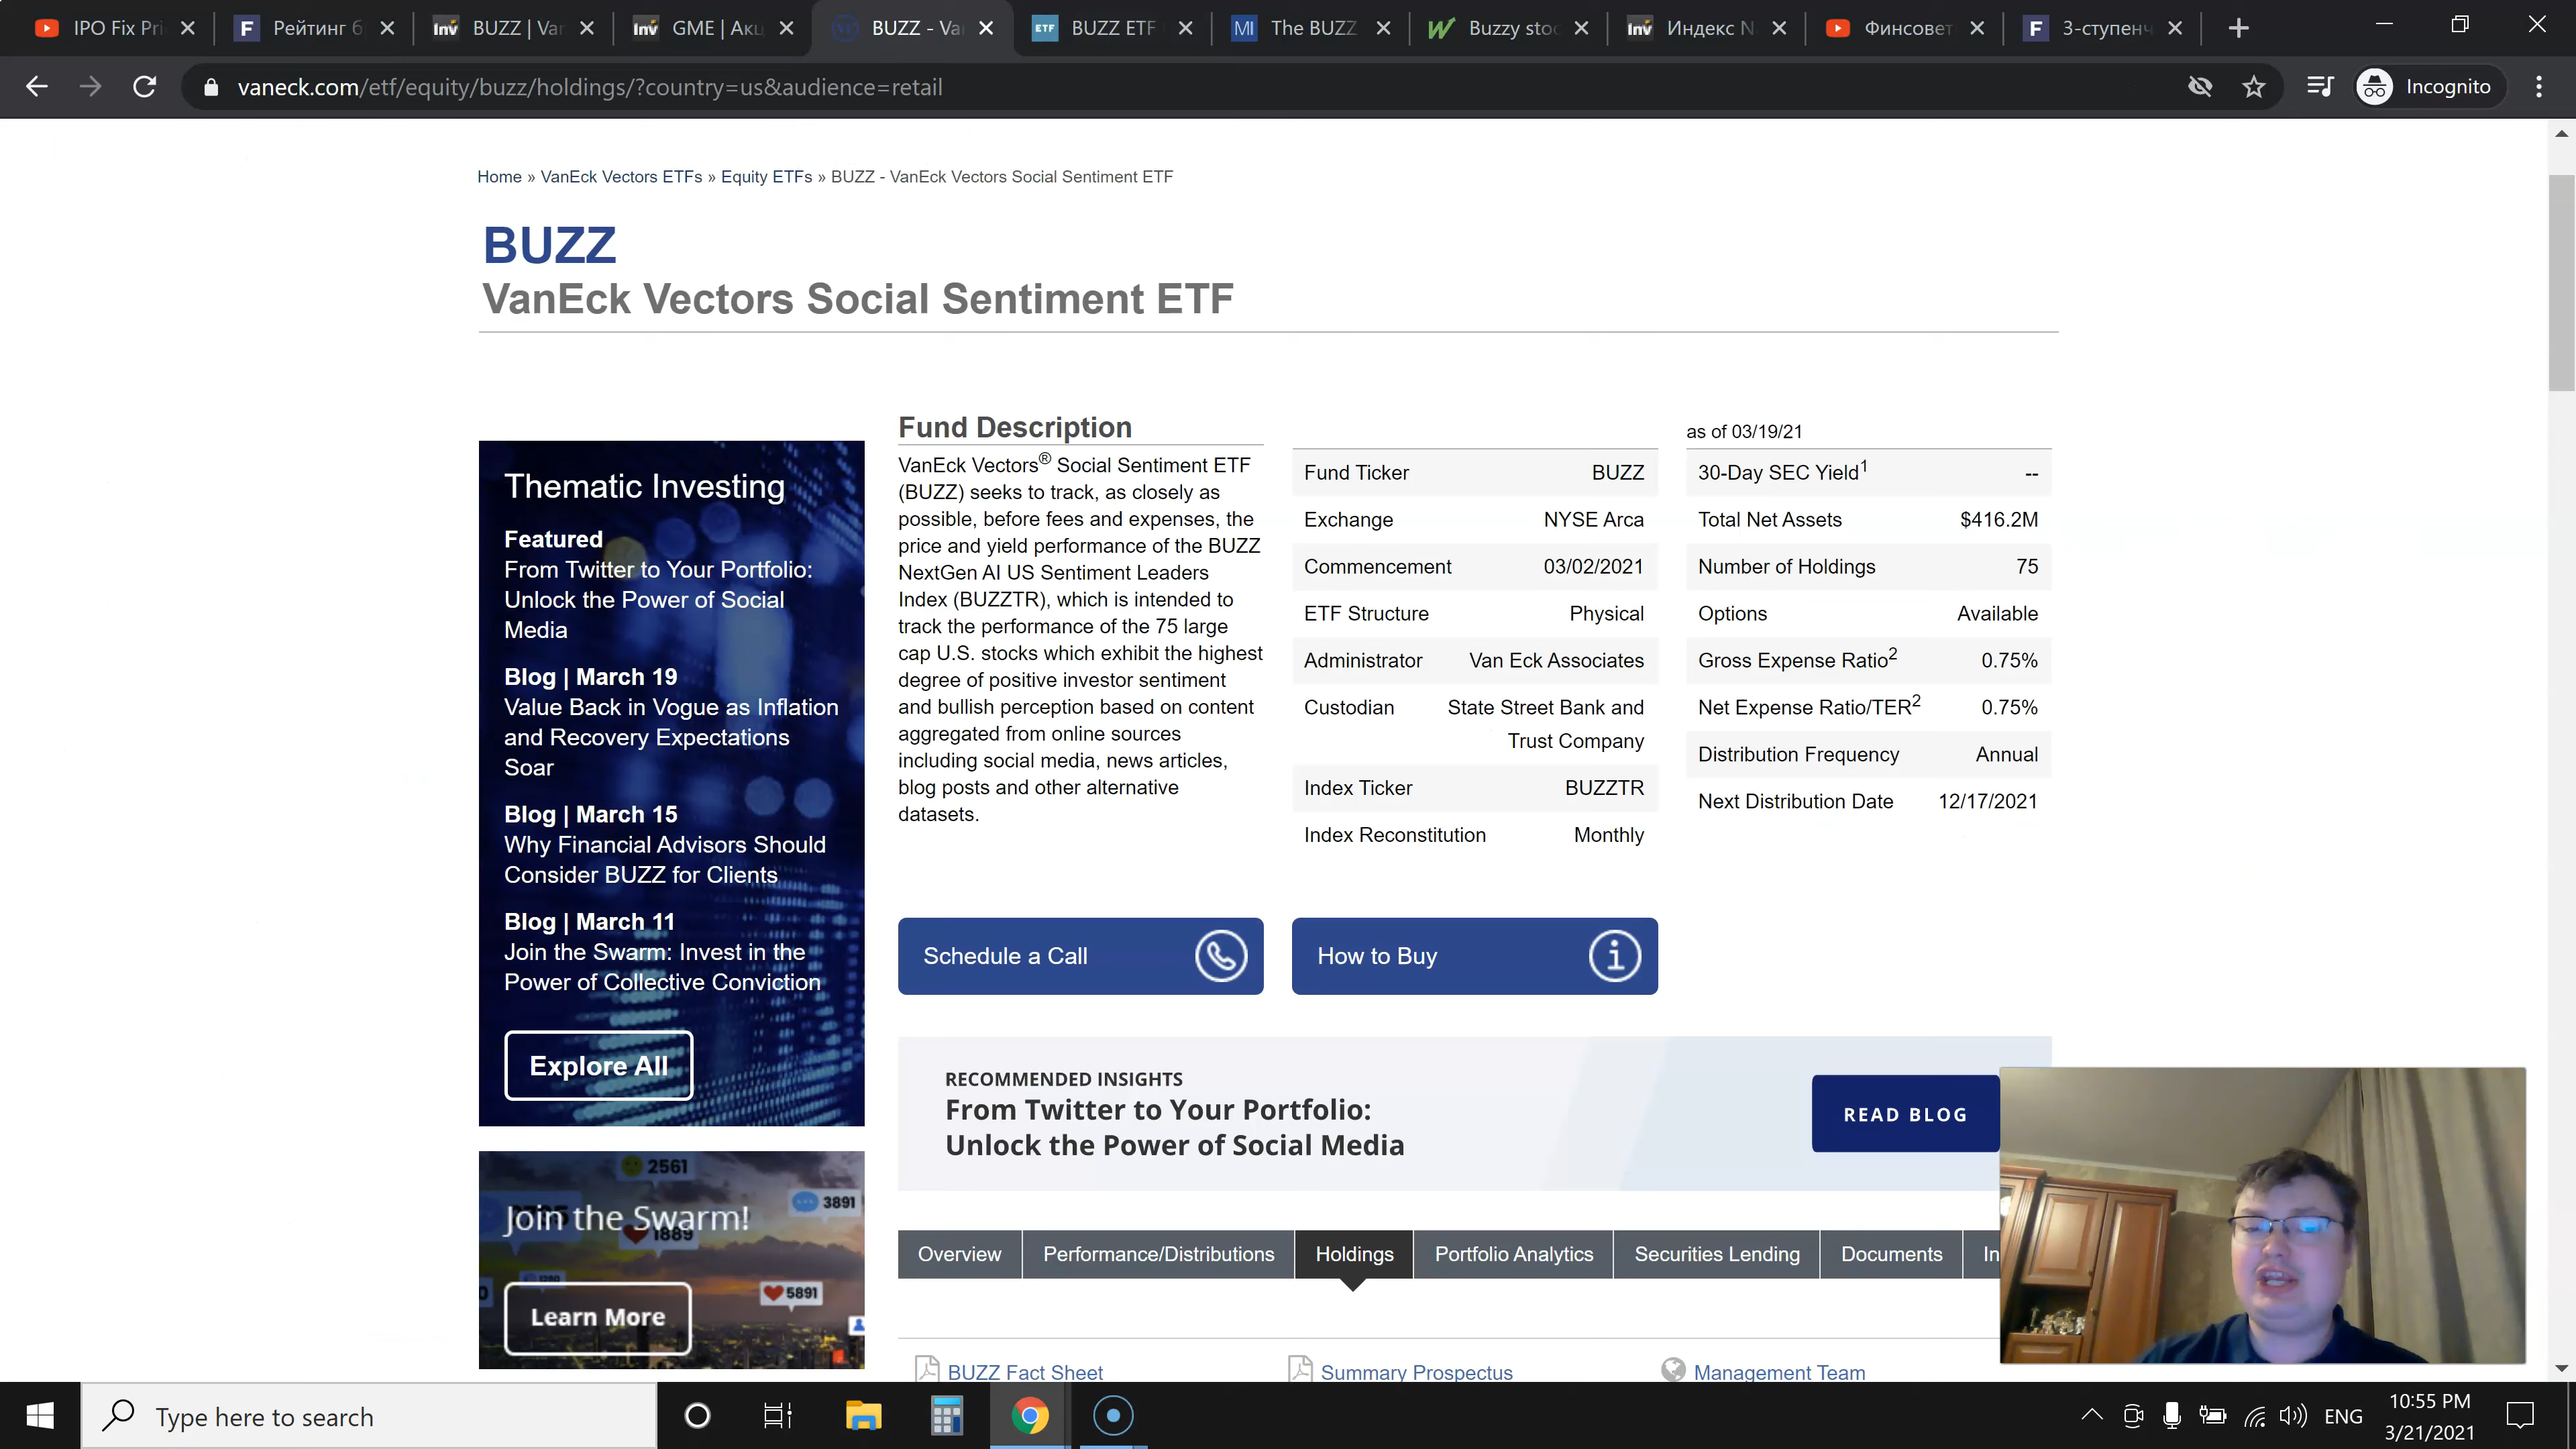 IPO Fix Pri
Рейтинг б
BUZZ | Van
GME | Акц
BUZZ - Va
BUZZ ETF
The BUZZ
Buzzy stoc
Индекс N
Финсовет
3-ступенч
vaneck.com/etf/equity/buzz/holdings/?country=us&audience=retail
Incognito
Home » VanEck Vectors ETFs » Equity ETFs » BUZZ - VanEck Vectors Social Sentiment ETF
BUZZ
VanEck Vectors Social Sentiment ETF
Thematic Investing
Featured
From Twitter to Your Portfolio:
Unlock the Power of Social
Media
Blog | March 19
Value Back in Vogue as Inflation
and Recovery Expectations
Soar
Blog | March 15
Why Financial Advisors Should
Consider BUZZ for Clients
Blog | March 11
Join the Swarm: Invest in the
Power of Collective Conviction
Explore All
2561
3891
Join the Swarm!
1889
5891
Learn More
Fund Description
VanEck Vectors® Social Sentiment ETF
(BUZZ) seeks to track, as closely as
possible, before fees and expenses, the
price and yield performance of the BUZZ
NextGen AI US Sentiment Leaders
Index (BUZZTR), which is intended to
track the performance of the 75 large
cap U.S. stocks which exhibit the highest
degree of positive investor sentiment
and bullish perception based on content
aggregated from online sources
including social media, news articles,
blog posts and other alternative
datasets.
Fund Ticker BUZZ
Exchange NYSE Arca
Commencement 03/02/2021
ETF Structure Physical
Administrator Van Eck Associates
Custodian State Street Bank and
Trust Company
Index Ticker BUZZTR
Index Reconstitution Monthly
as of 03/19/21
30-Day SEC Yield1 --
Total Net Assets $416.2M
Number of Holdings 75
Options Available
Gross Expense Ratio2 0.75%
Net Expense Ratio/TER2 0.75%
Distribution Frequency Annual
Next Distribution Date 12/17/2021
Schedule a Call
How to Buy
RECOMMENDED INSIGHTS
From Twitter to Your Portfolio:
Unlock the Power of Social Media
READ BLOG
Overview Performance/Distributions Holdings Portfolio Analytics Securities Lending Documents In
BUZZ Fact Sheet Summary Prospectus Management Team
Type here to search
ENG
10:55 PM
3/21/2021